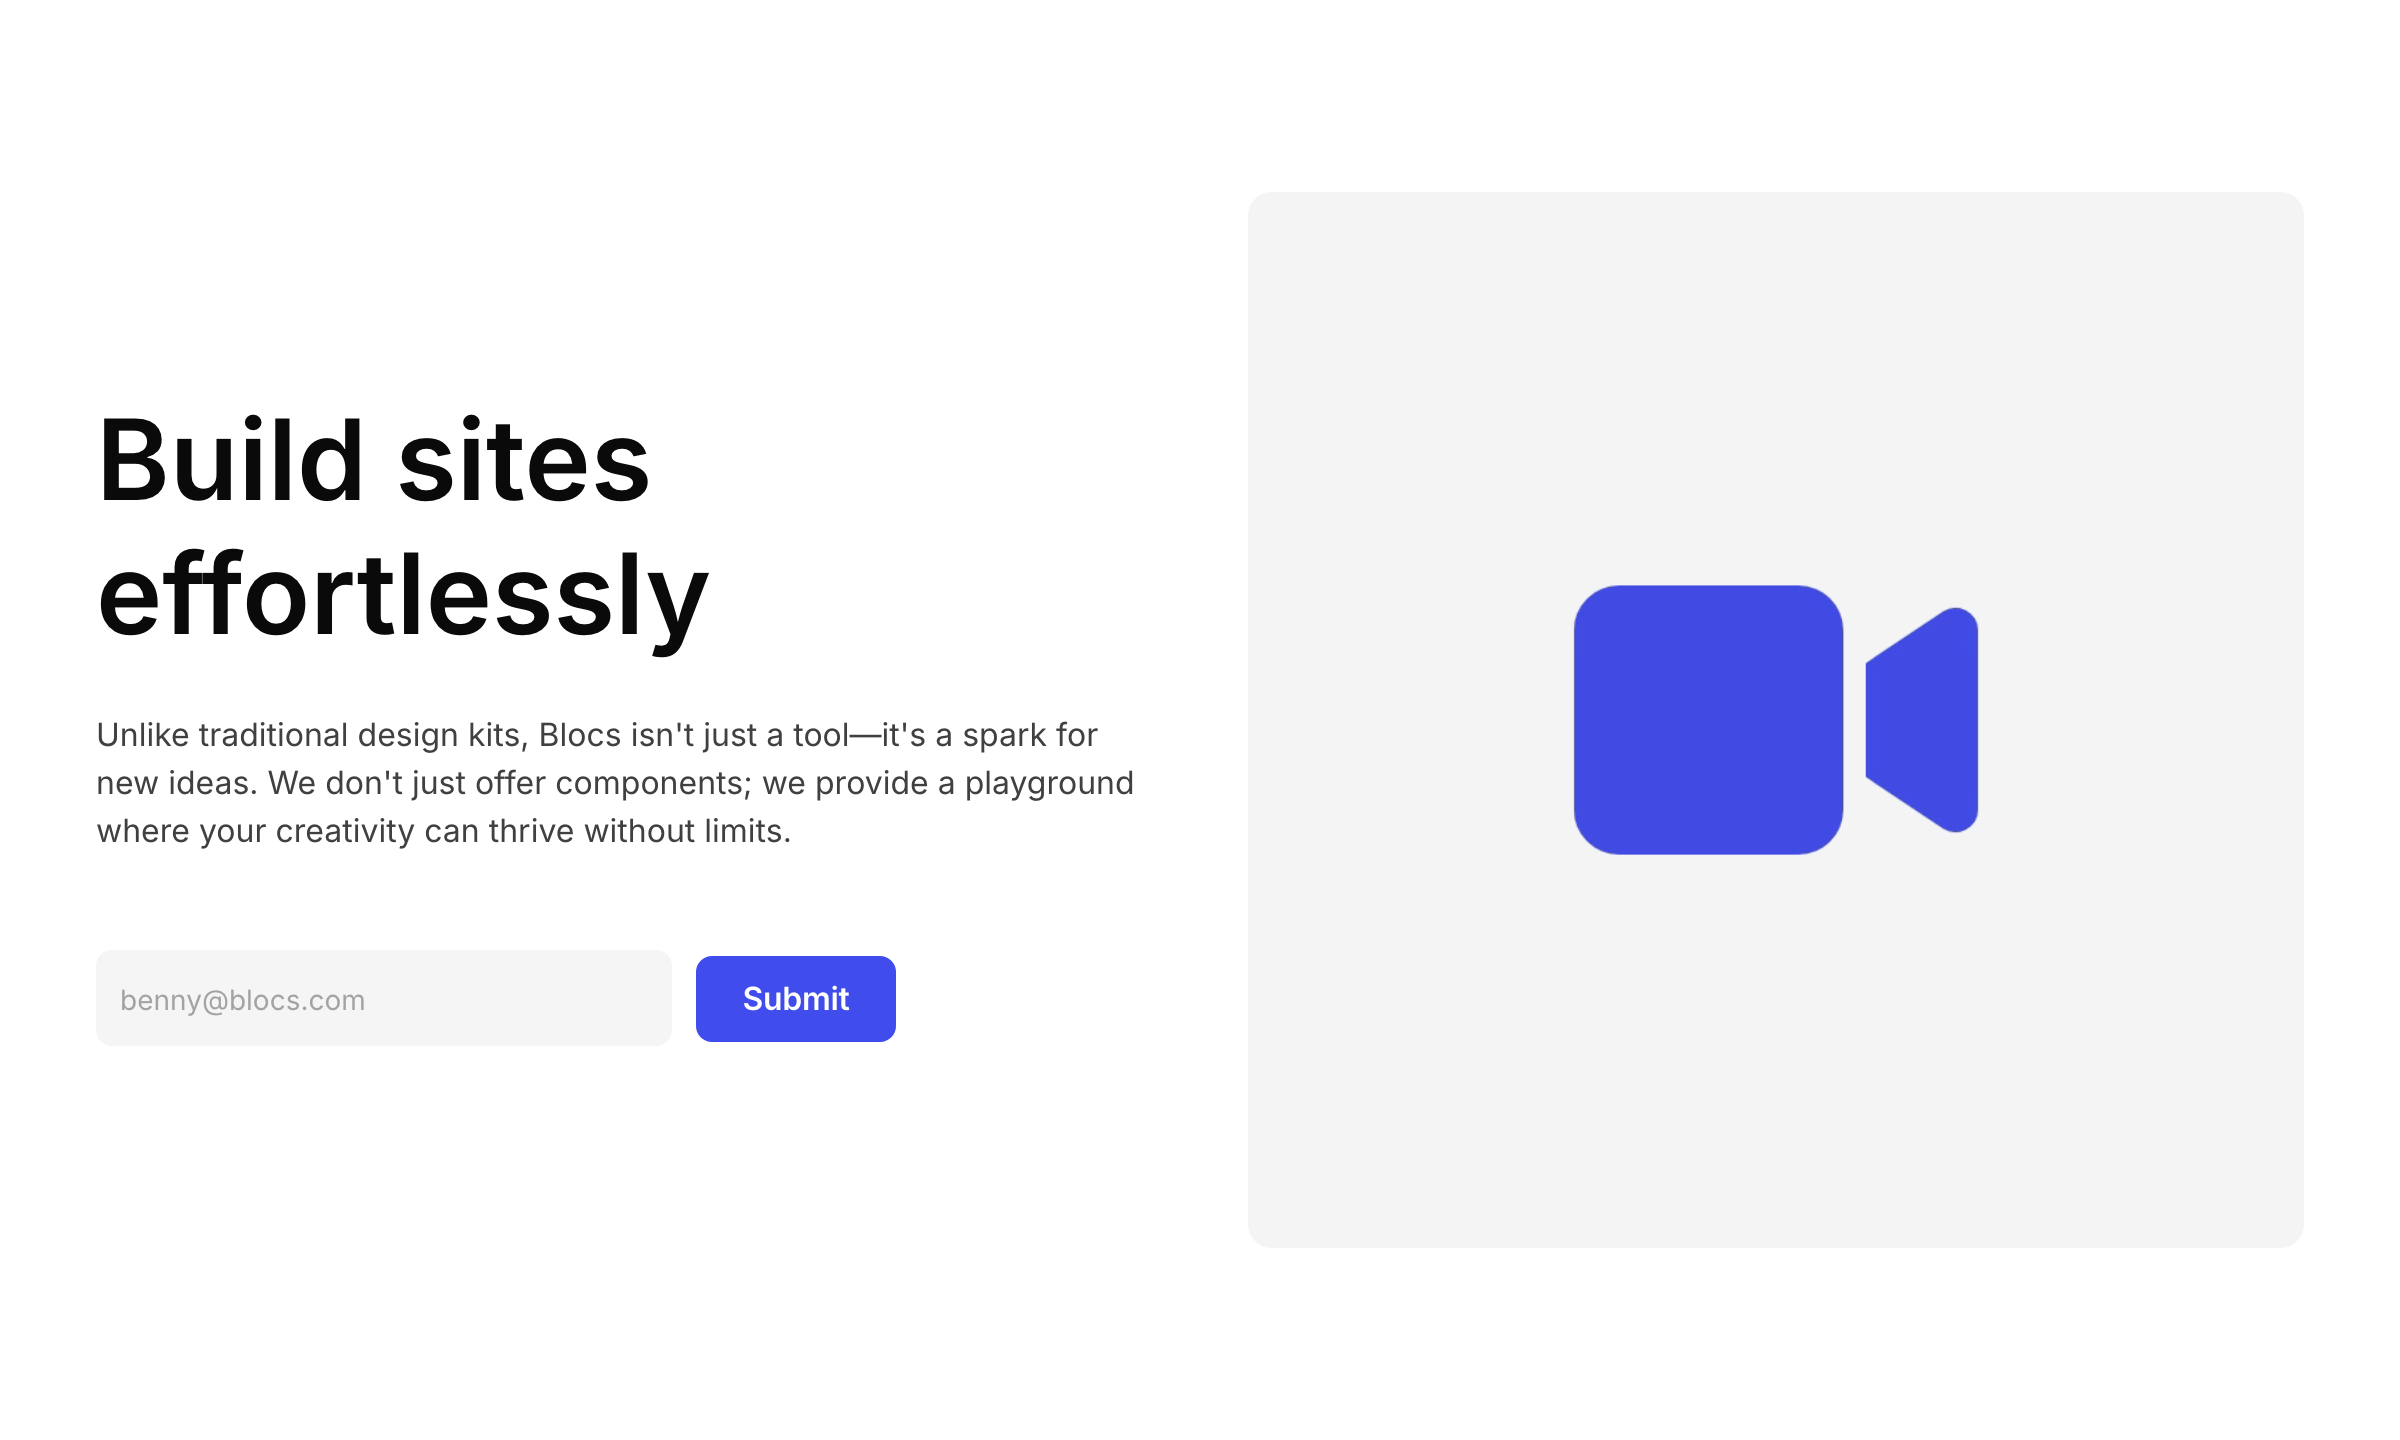 Build sites
effortlessly
Unlike traditional design kits, Blocs isn't just a tool—it's a spark for
new ideas. We don't just offer components; we provide a playground
where your creativity can thrive without limits.
benny@blocs.com
Submit